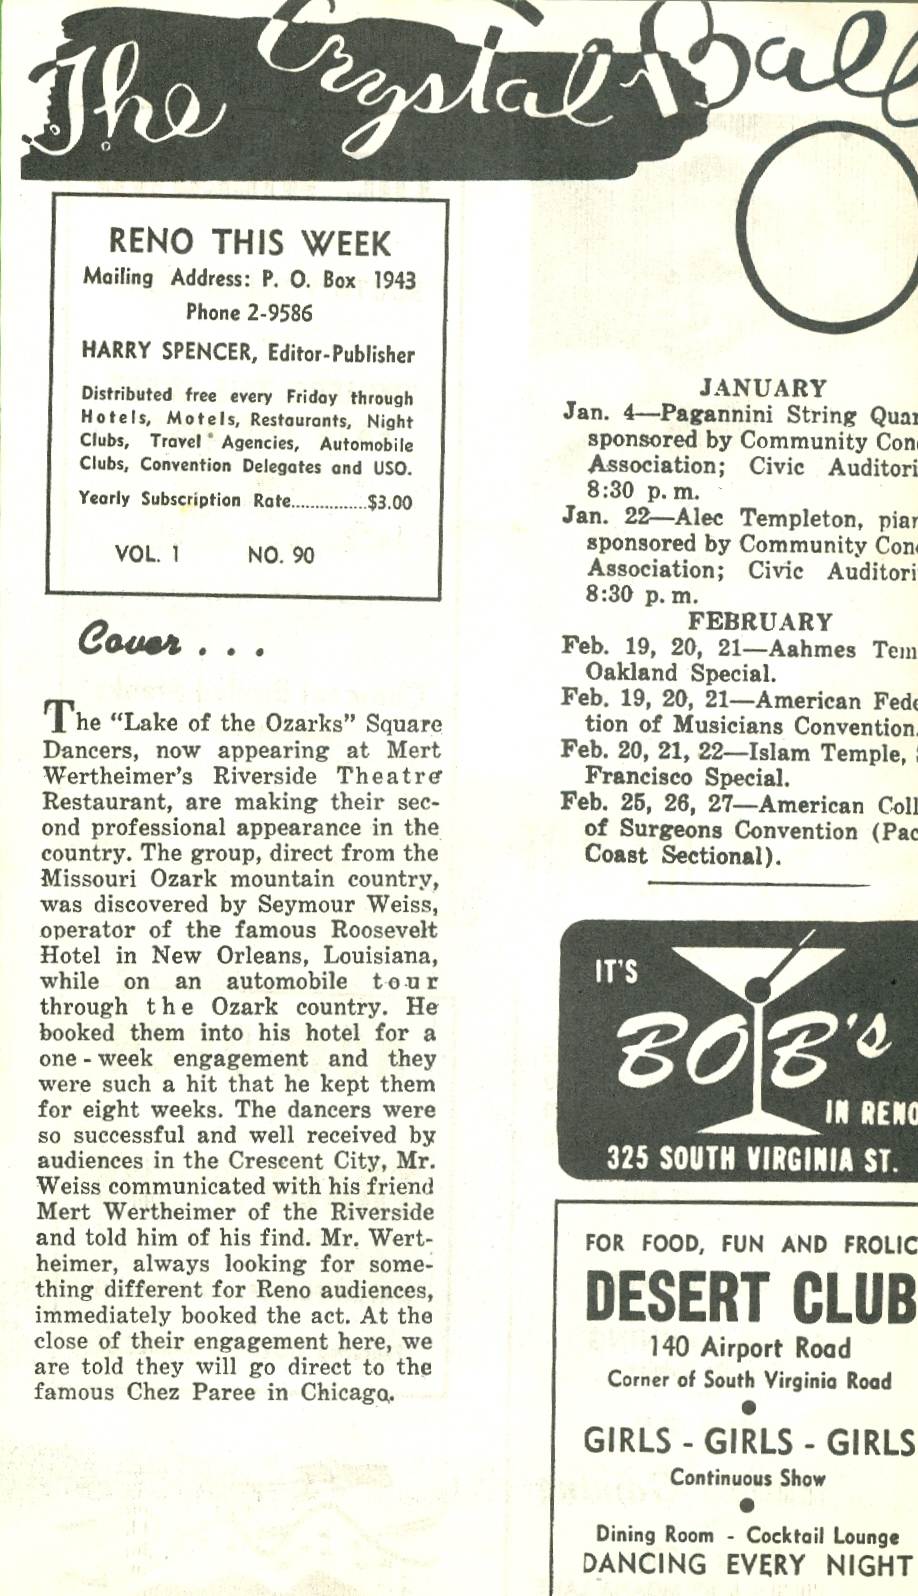 The Crystal Ball
RENO THIS WEEK
Mailing Address: P. O. Box 1943
Phone 2-9586
HARRY SPENCER, Editor-Publisher
Distributed free every Friday through
Hotels, Motels, Restaurants, Night
Clubs, Travel Agencies, Automobile
Clubs, Convention Delegates and USO.
Yearly Subscription Rate...............$3.00
VOL. 1 NO. 90
Cover . . .
The "Lake of the Ozarks" Square
Dancers, now appearing at Mert
Wertheimer's Riverside Theatre
Restaurant, are making their sec-
ond professional appearance in the
country. The group, direct from the
Missouri Ozark mountain country,
was discovered by Seymour Weiss,
operator of the famous Roosevelt
Hotel in New Orleans, Louisiana,
while on an automobile tour
through the Ozark country. He
booked them into his hotel for a
one-week engagement and they
were such a hit that he kept them
for eight weeks. The dancers were
so successful and well received by
audiences in the Crescent City, Mr.
Weiss communicated with his friend
Mert Wertheimer of the Riverside
and told him of his find. Mr. Wert-
heimer, always looking for some-
thing different for Reno audiences,
immediately booked the act. At the
close of their engagement here, we
are told they will go direct to the
famous Chez Paree in Chicago.
JANUARY
Jan. 4—Pagannini String Quar
sponsored by Community Con
Association; Civic Auditori
8:30 p. m.
Jan. 22—Alec Templeton, pian
sponsored by Community Con
Association; Civic Auditori
8:30 p. m.
FEBRUARY
Feb. 19, 20, 21—Aahmes Tem
Oakland Special.
Feb. 19, 20, 21—American Fede
tion of Musicians Convention.
Feb. 20, 21, 22—Islam Temple,
Francisco Special.
Feb. 25, 26, 27—American Coll
of Surgeons Convention (Pac
Coast Sectional).
IT'S
BOB's
IN RENO
325 SOUTH VIRGINIA ST.
FOR FOOD, FUN AND FROLIC
DESERT CLUB
140 Airport Road
Corner of South Virginia Road
GIRLS - GIRLS - GIRLS
Continuous Show
Dining Room - Cocktail Lounge
DANCING EVERY NIGHT